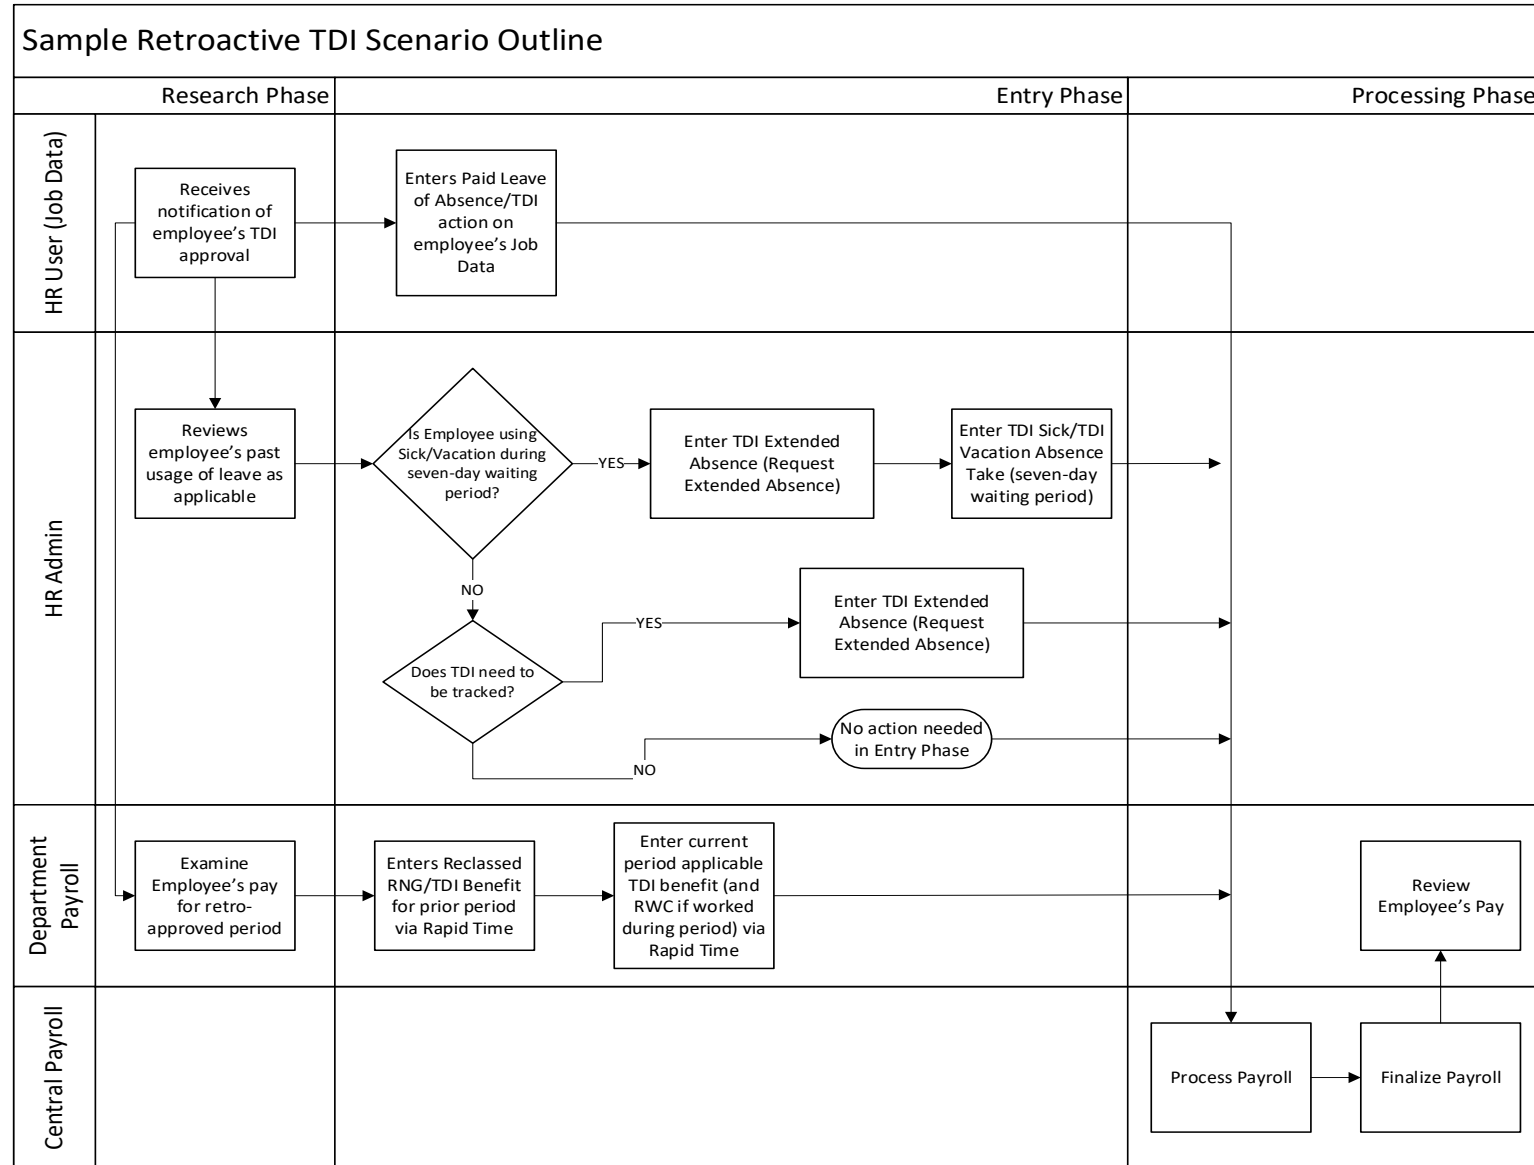 Sample Retroactive TDI Scenario Outline
Research Phase
Entry Phase
Processing Phase
HR User (Job Data)
Receives
notification of
employee's TDI
approval
Enters Paid Leave
of Absence/TDI
action on
employee's Job
Data
HR Admin
Reviews
employee's past
usage of leave as
applicable
Is Employee using
Sick/Vacation during
seven-day waiting
period?
YES
Enter TDI Extended
Absence (Request
Extended Absence)
Enter TDI Sick/TDI
Vacation Absence
Take (seven-day
waiting period)
NO
Does TDI need to
be tracked?
YES
Enter TDI Extended
Absence (Request
Extended Absence)
NO
No action needed
in Entry Phase
Department
Payroll
Examine
Employee's pay
for retro-
approved period
Enters Reclassed
RNG/TDI Benefit
for prior period
via Rapid Time
Enter current
period applicable
TDI benefit (and
RWC if worked
during period) via
Rapid Time
Review
Employee's Pay
Central Payroll
Process Payroll
Finalize Payroll